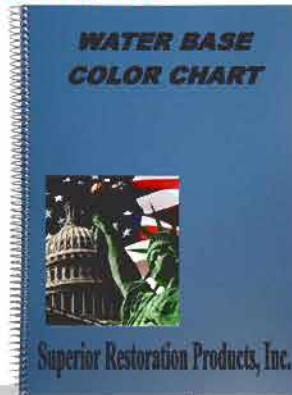 WATER BASE
COLOR CHART
Superior Restoration Products, Inc.